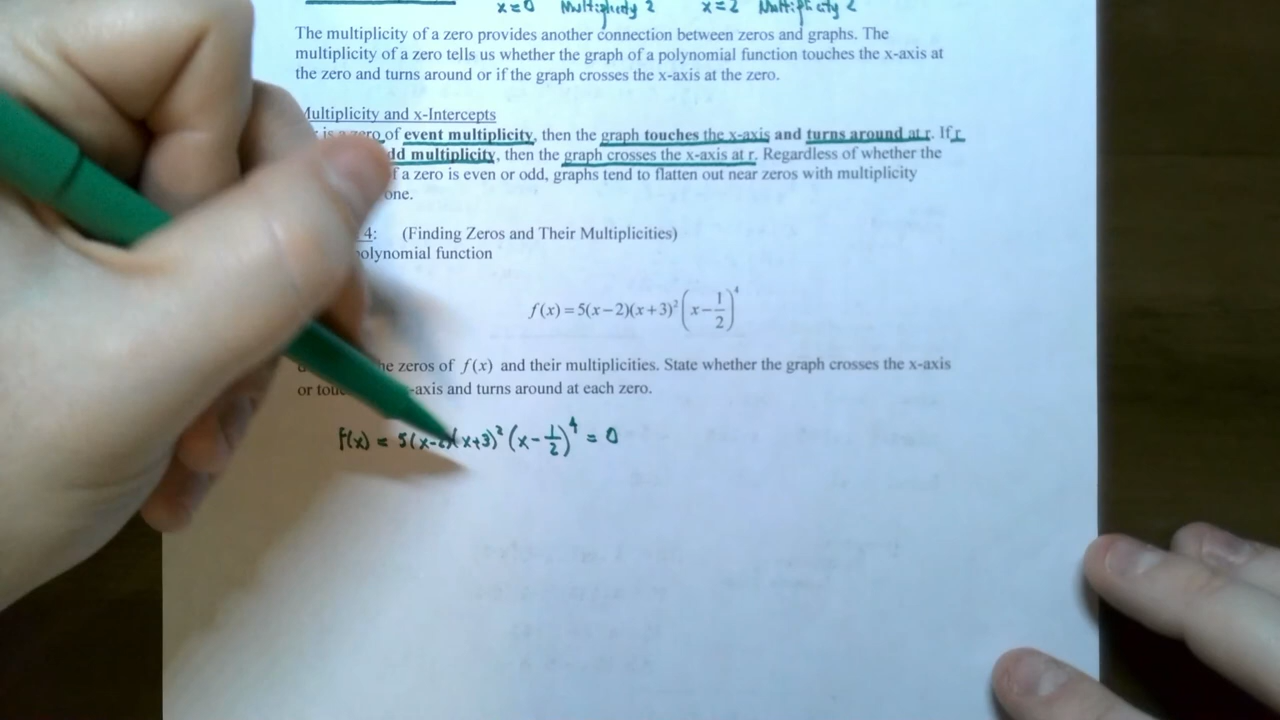 x=0 Multiplicity 2 x=2 Multiplicity 2
The multiplicity of a zero provides another connection between zeros and graphs. The
multiplicity of a zero tells us whether the graph of a polynomial function touches the x-axis at
the zero and turns around or if the graph crosses the x-axis at the zero.
Multiplicity and x-Intercepts
is a zero of event multiplicity, then the graph touches the x-axis and turns around at r. If r
dd multiplicity, then the graph crosses the x-axis at r. Regardless of whether the
f a zero is even or odd, graphs tend to flatten out near zeros with multiplicity
one.
4: (Finding Zeros and Their Multiplicities)
olynomial function
f(x)=5(x−2)(x+3)²(x−1/2)⁴
he zeros of f(x) and their multiplicities. State whether the graph crosses the x-axis
or tou -axis and turns around at each zero.
f(x) = 5(x-2)(x+3)² (x-1/2)⁴ = 0